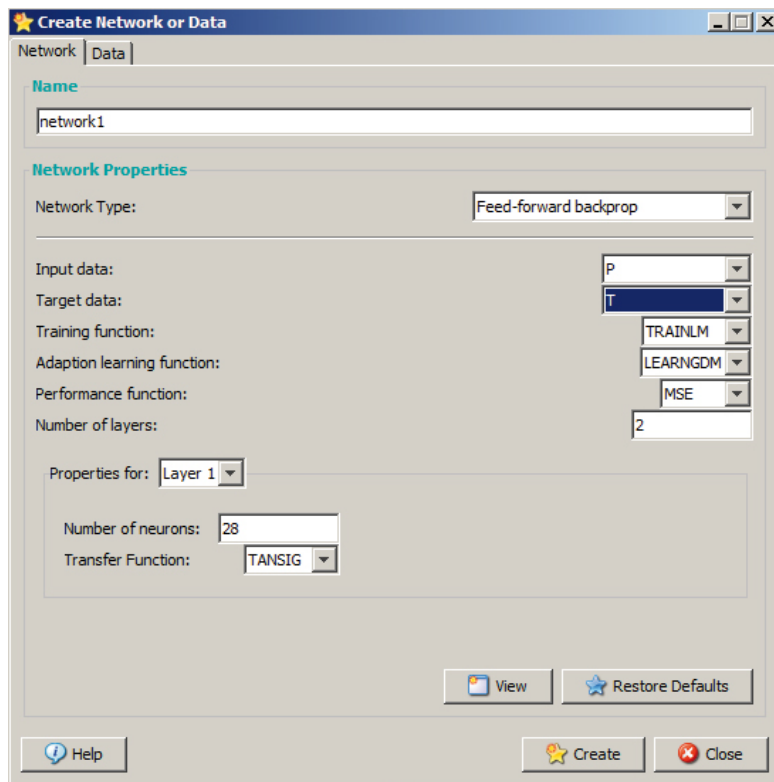 Create Network or Data
Network Data
Name
network1
Network Properties
Network Type: Feed-forward backprop
Input data: P
Target data: T
Training function: TRAINLM
Adaption learning function: LEARNGDM
Performance function: MSE
Number of layers: 2
Properties for: Layer 1
Number of neurons: 28
Transfer Function: TANSIG
View Restore Defaults
Help Create Close